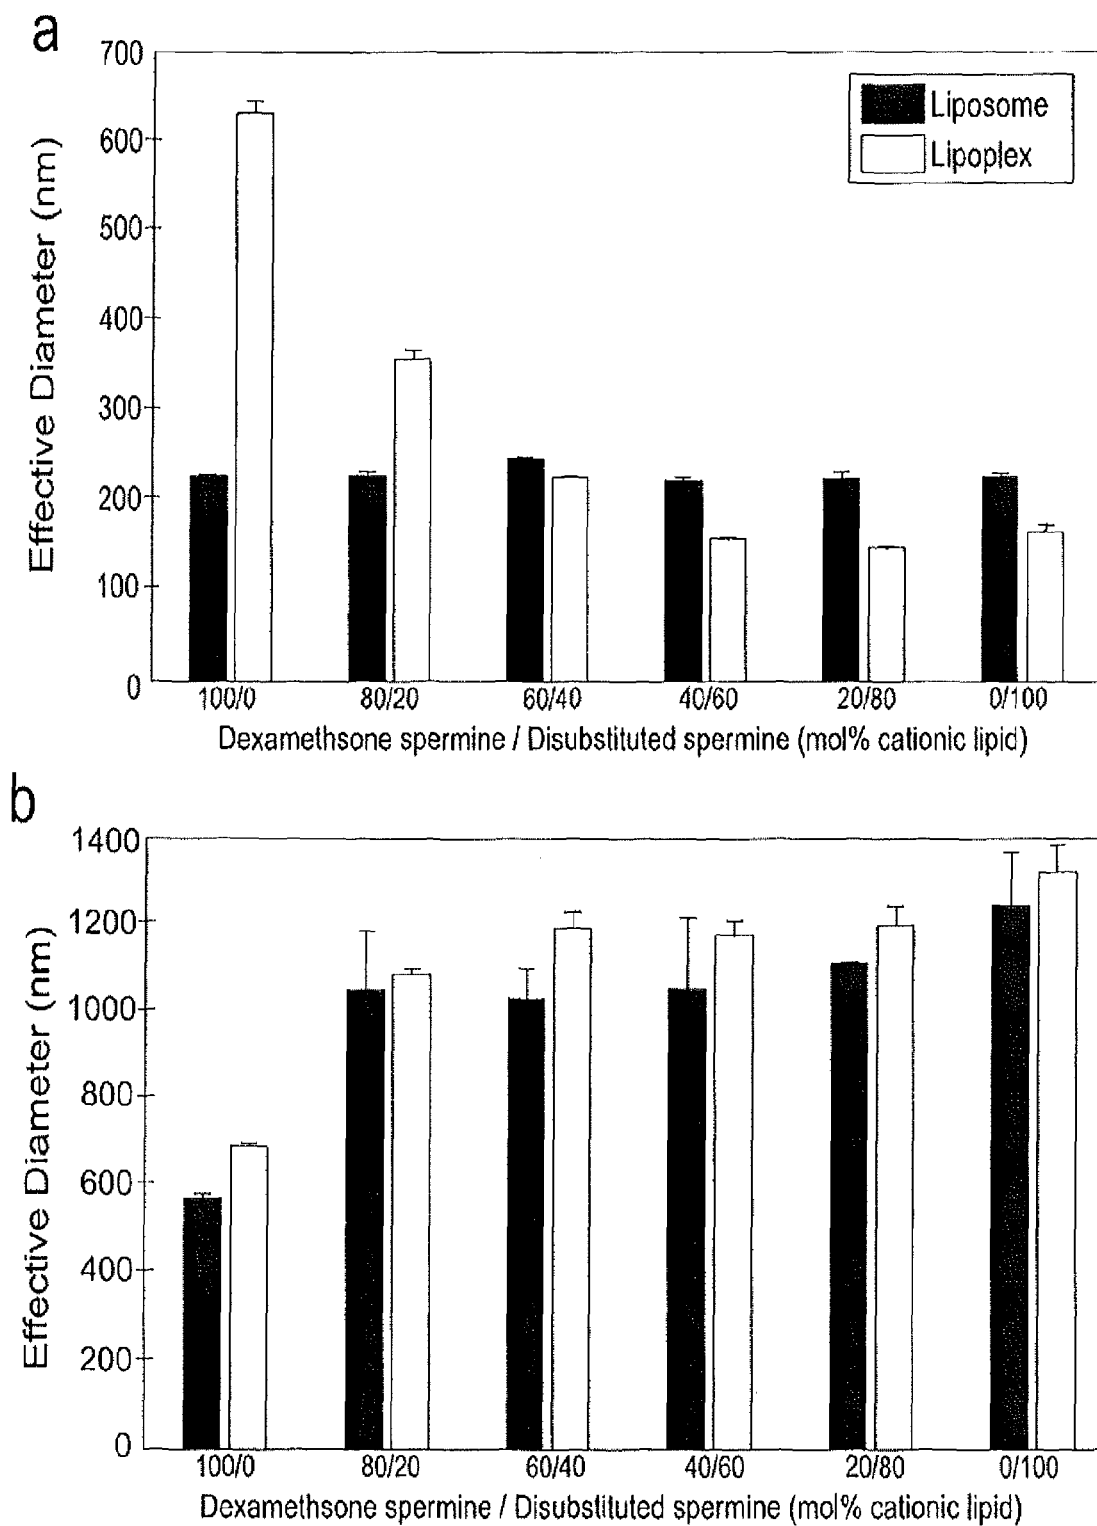 a
700
600
500
400
300
200
100
0
Effective Diameter (nm)
Liposome
Lipoplex
100/0 80/20 60/40 40/60 20/80 0/100
Dexamethsone spermine / Disubstituted spermine (mol% cationic lipid)
b
1400
1200
1000
800
600
400
200
0
Effective Diameter (nm)
100/0 80/20 60/40 40/60 20/80 0/100
Dexamethsone spermine / Disubstituted spermine (mol% cationic lipid)